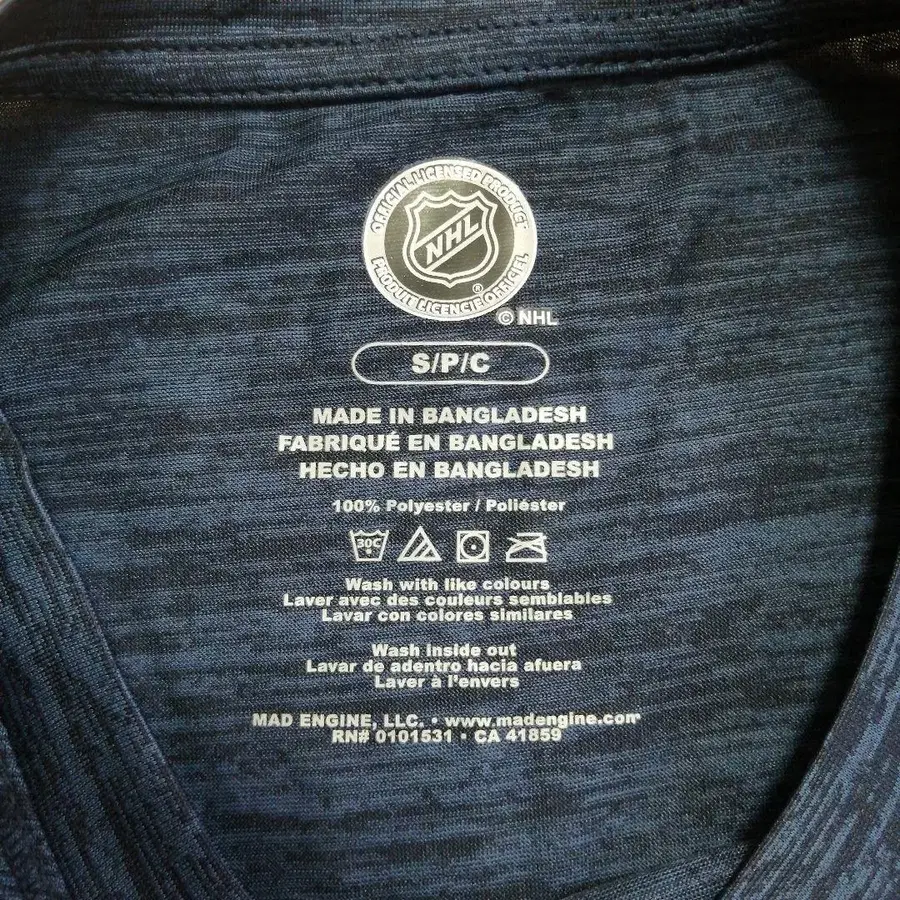 OFFICIAL LICENSED PRODUCT
NHL
®
PRODUIT LICENCIE OFFICIEL
© NHL
S/P/C
MADE IN BANGLADESH
FABRIQUÉ EN BANGLADESH
HECHO EN BANGLADESH
100% Polyester / Poliéster
30C
Wash with like colours
Laver avec des couleurs semblables
Lavar con colores similares
Wash inside out
Lavar de adentro hacia afuera
Laver à l'envers
MAD ENGINE, LLC. • www.madengine.com
RN# 0101531 • CA 41859